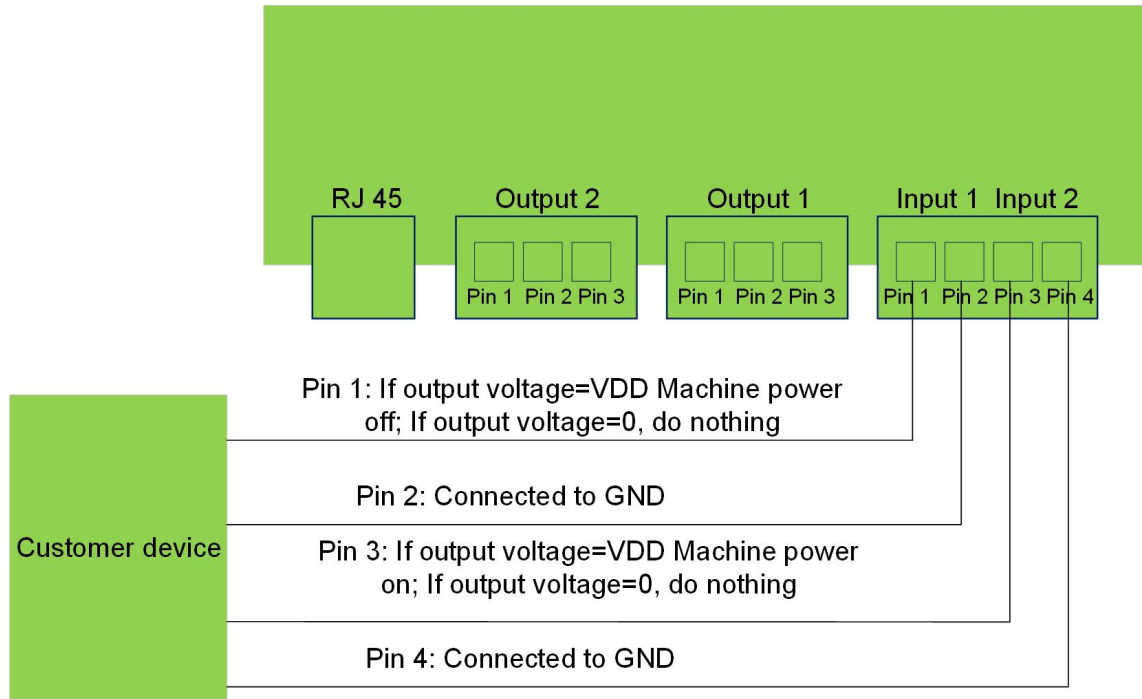 RJ 45
Output 2
Output 1
Input 1 Input 2
Pin 1 Pin 2 Pin 3
Pin 1 Pin 2 Pin 3
Pin 1 Pin 2 Pin 3 Pin 4
Pin 1: If output voltage=VDD Machine power
off; If output voltage=0, do nothing
Pin 2: Connected to GND
Customer device
Pin 3: If output voltage=VDD Machine power
on; If output voltage=0, do nothing
Pin 4: Connected to GND